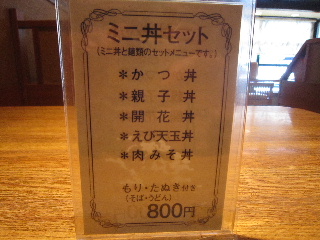 ミニ丼セット
(ミニ丼と麺類のセットメニューです。)
＊かつ丼
＊親子丼
＊開花丼
＊えび天玉丼
＊肉みそ丼
もり・たぬき付き
(そば・うどん)
800円